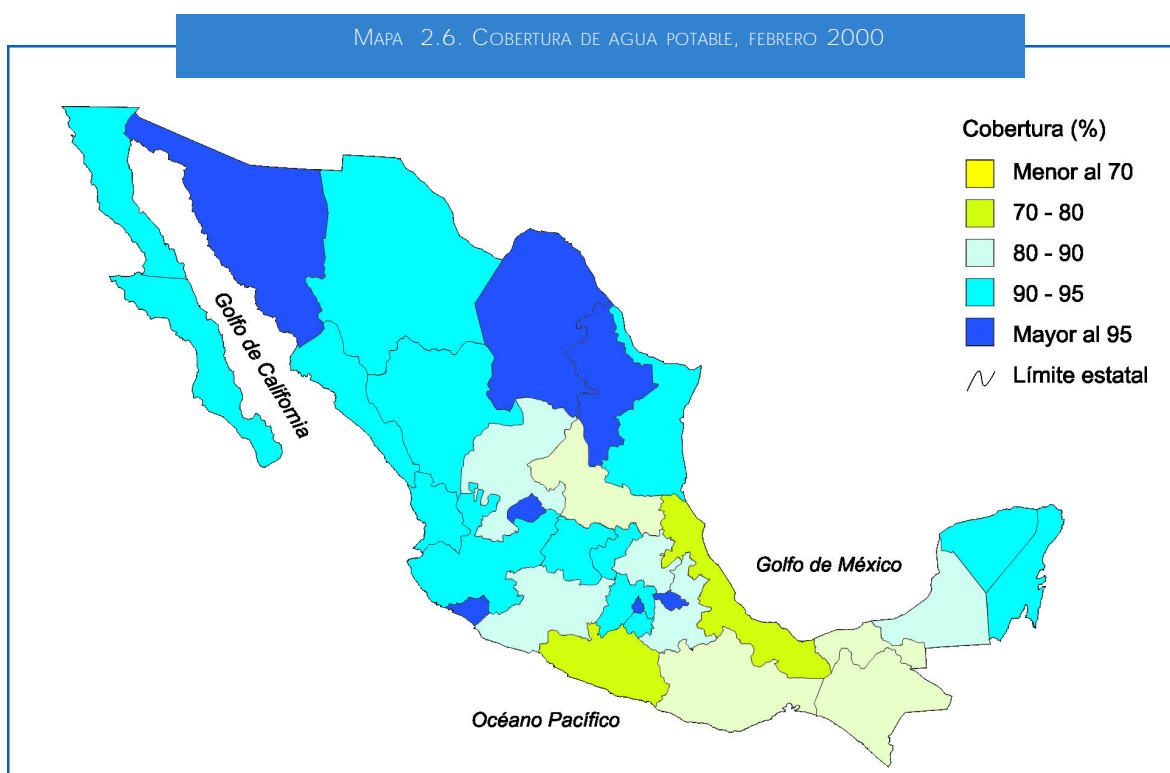 MAPA 2.6. COBERTURA DE AGUA POTABLE, FEBRERO 2000
Cobertura (%)
Menor al 70
70 - 80
80 - 90
90 - 95
Mayor al 95
Límite estatal
Golfo de California
Golfo de México
Océano Pacífico